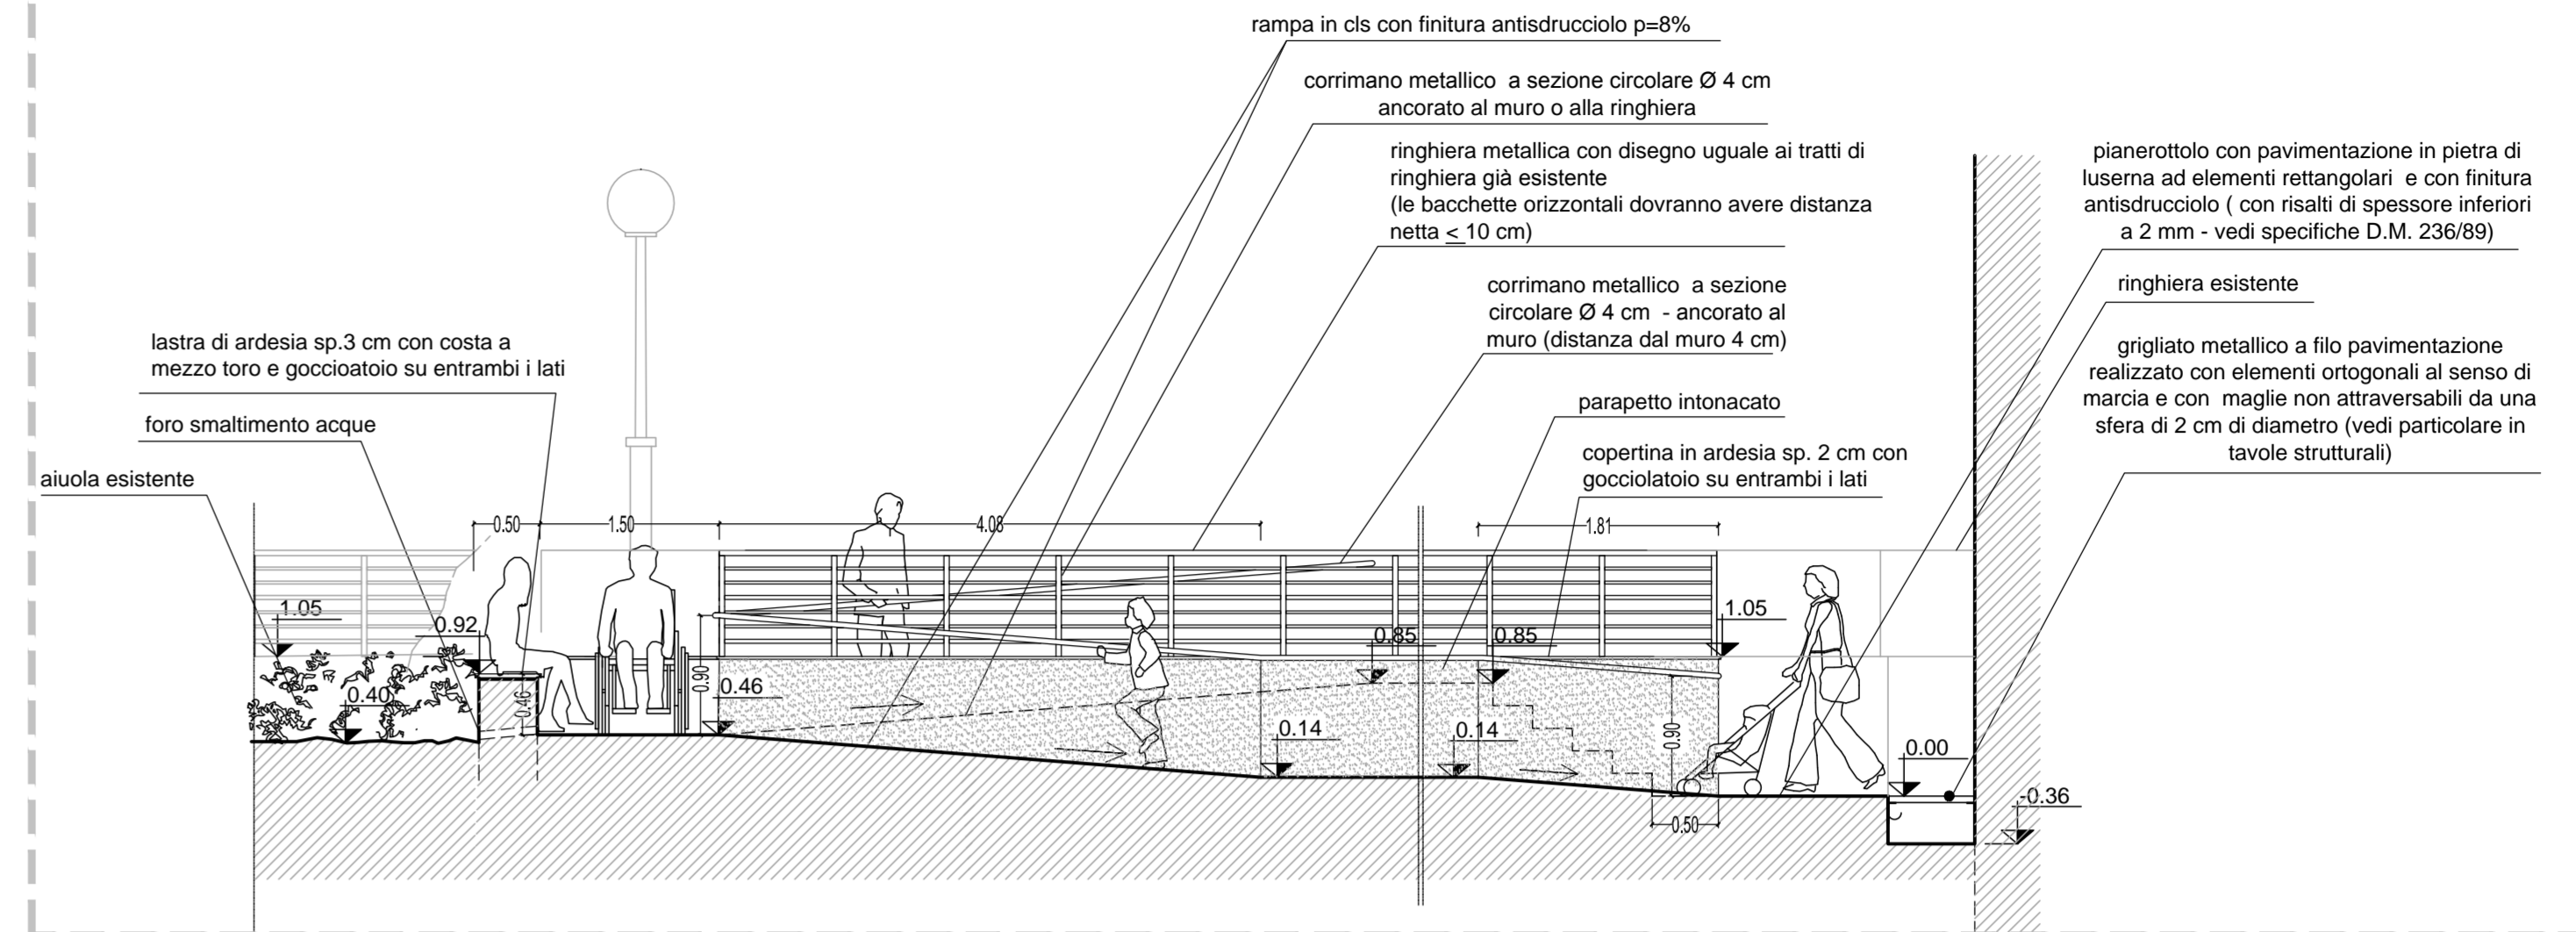 rampa in cls con finitura antisdrucciolo p=8%
corrimano metallico a sezione circolare Ø 4 cm
ancorato al muro o alla ringhiera
ringhiera metallica con disegno uguale ai tratti di
ringhiera già esistente
(le bacchette orizzontali dovranno avere distanza
netta < 10 cm)
corrimano metallico a sezione
circolare Ø 4 cm - ancorato al
muro (distanza dal muro 4 cm)
parapetto intonacato
copertina in ardesia sp. 2 cm con
gocciolatoio su entrambi i lati
pianerottolo con pavimentazione in pietra di
luserna ad elementi rettangolari e con finitura
antisdrucciolo ( con risalti di spessore inferiori
a 2 mm - vedi specifiche D.M. 236/89)
ringhiera esistente
grigliato metallico a filo pavimentazione
realizzato con elementi ortogonali al senso di
marcia e con maglie non attraversabili da una
sfera di 2 cm di diametro (vedi particolare in
tavole strutturali)
lastra di ardesia sp.3 cm con costa a
mezzo toro e goccioatoio su entrambi i lati
foro smaltimento acque
aiuola esistente
0.50
1.50
4.08
1.81
1.05
0.92
0.40
0.46
0.90
0.46
0.85
0.85
1.05
0.14
0.14
0.90
0.50
0.00
-0.36